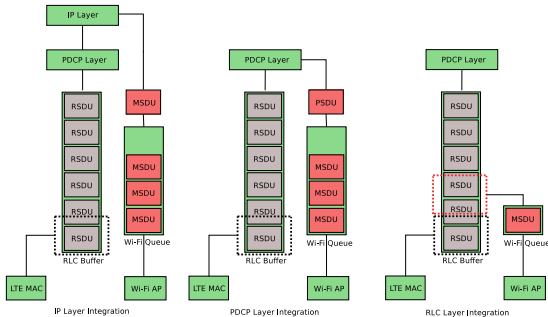 IP Layer
PDCP Layer
RSDU
RSDU
RSDU
RSDU
RSDU
RSDU
MSDU
MSDU
MSDU
MSDU
Wi-Fi Queue
RLC Buffer
LTE MAC
Wi-Fi AP
IP Layer Integration
PDCP Layer
RSDU
RSDU
RSDU
RSDU
RSDU
RSDU
PSDU
MSDU
MSDU
MSDU
Wi-Fi Queue
RLC Buffer
LTE MAC
Wi-Fi AP
PDCP Layer Integration
PDCP Layer
RSDU
RSDU
RSDU
RSDU
RSDU
RSDU
MSDU
Wi-Fi Queue
RLC Buffer
LTE MAC
Wi-Fi AP
RLC Layer Integration